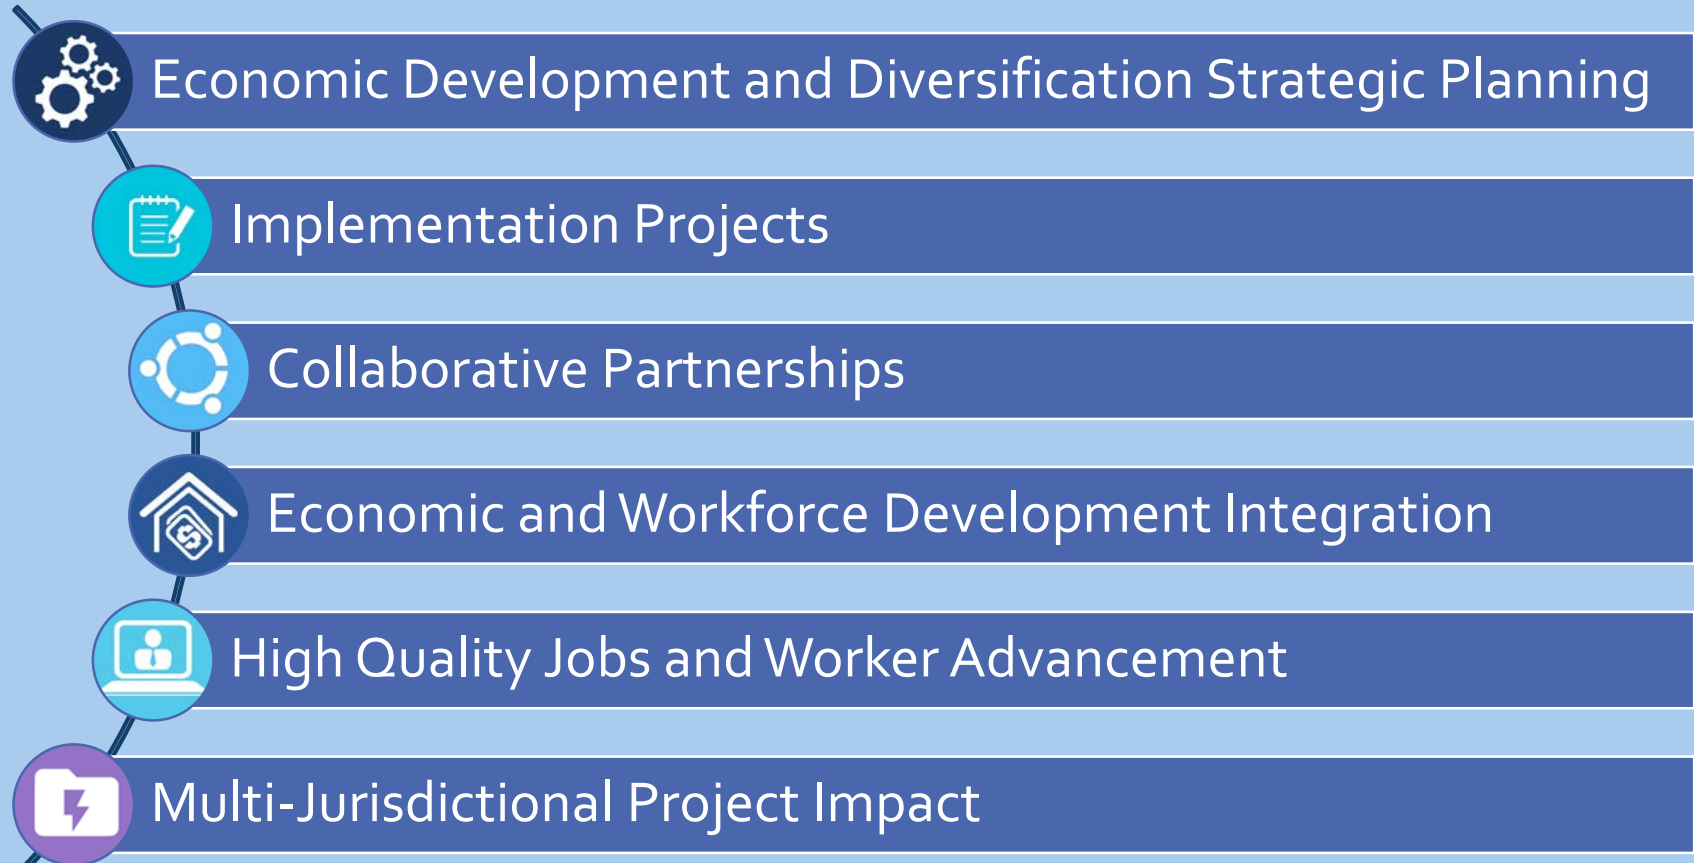 Economic Development and Diversification Strategic Planning
Implementation Projects
Collaborative Partnerships
Economic and Workforce Development Integration
High Quality Jobs and Worker Advancement
Multi-Jurisdictional Project Impact